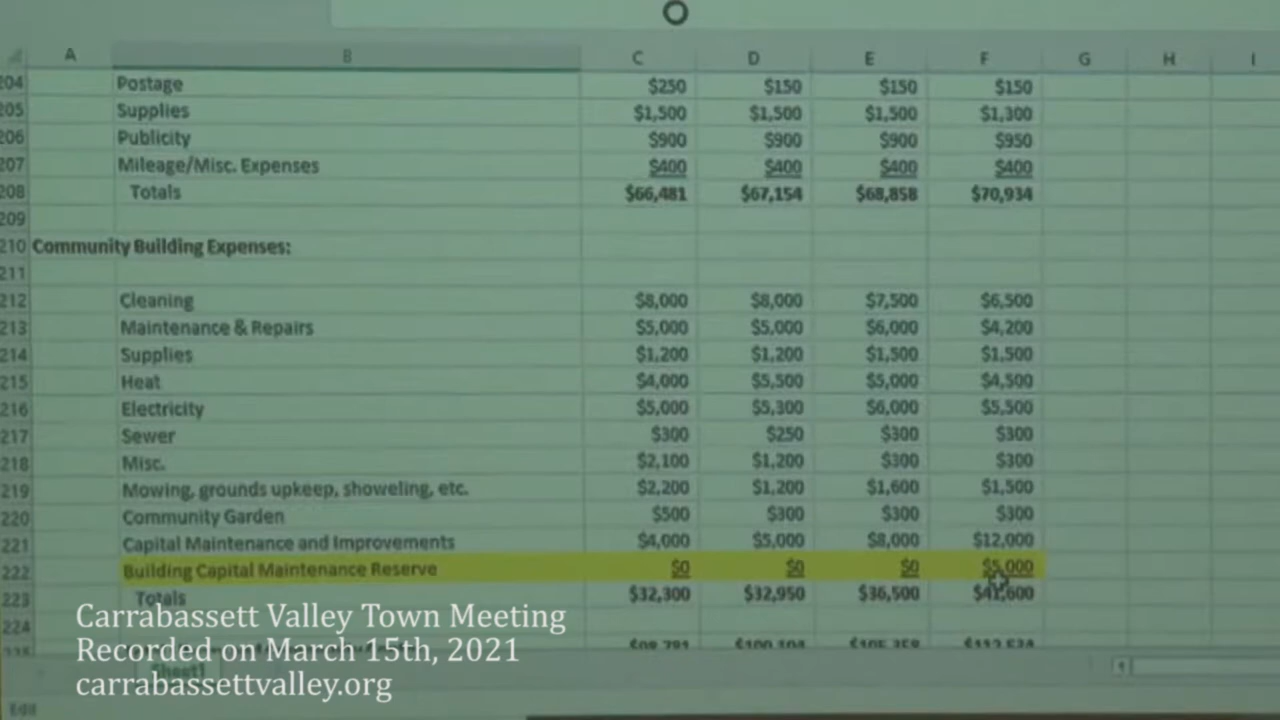 A B C D E F G H I
204 Postage $250 $150 $150 $150
205 Supplies $1,500 $1,500 $1,500 $1,300
206 Publicity $900 $900 $900 $950
207 Mileage/Misc. Expenses $400 $400 $400 $400
208 Totals $66,481 $67,154 $68,858 $70,934
209
210 Community Building Expenses:
211
212 Cleaning $8,000 $8,000 $7,500 $6,500
213 Maintenance & Repairs $5,000 $5,000 $6,000 $4,200
214 Supplies $1,200 $1,200 $1,500 $1,500
215 Heat $4,000 $5,500 $5,000 $4,500
216 Electricity $5,000 $5,300 $6,000 $5,500
217 Sewer $300 $250 $300 $300
218 Misc. $2,100 $1,200 $300 $300
219 Mowing, grounds upkeep, showeling, etc. $2,200 $1,200 $1,600 $1,500
220 Community Garden $500 $300 $300 $300
221 Capital Maintenance and Improvements $4,000 $5,000 $8,000 $12,000
222 Building Capital Maintenance Reserve $0 $0 $0 $5,000
223 Totals $32,300 $32,950 $36,500 $41,600
224
Carrabassett Valley Town Meeting
Recorded on March 15th, 2021
carrabassettvalley.org
Sheet1
Edit